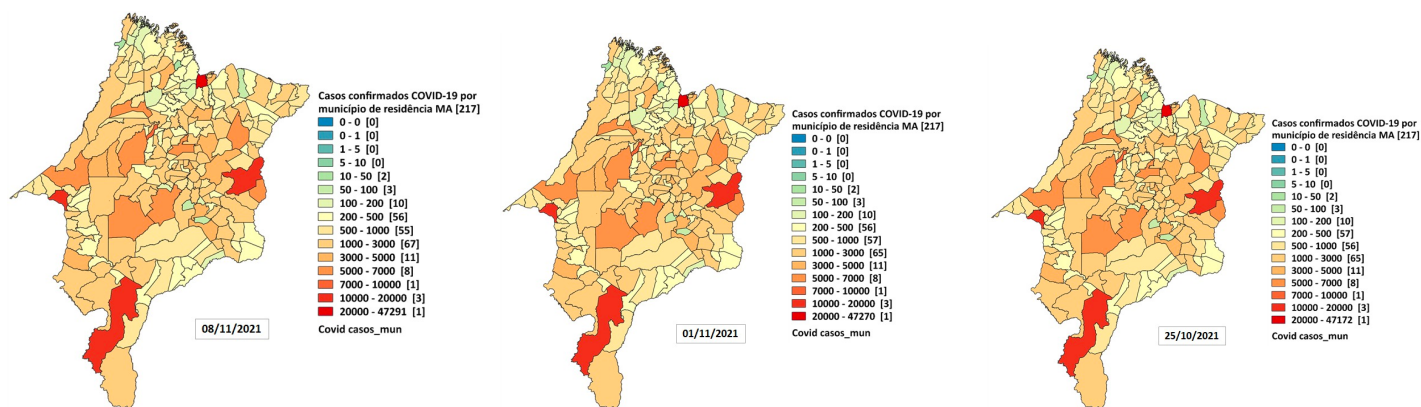 Casos confirmados COVID-19 por
município de residência MA [217]
0 - 0 [0]
0 - 1 [0]
1 - 5 [0]
5 - 10 [0]
10 - 50 [2]
50 - 100 [3]
100 - 200 [10]
200 - 500 [56]
500 - 1000 [55]
1000 - 3000 [67]
3000 - 5000 [11]
5000 - 7000 [8]
7000 - 10000 [1]
10000 - 20000 [3]
20000 - 47291 [1]
Covid casos_mun
08/11/2021
Casos confirmados COVID-19 por
município de residência MA [217]
0 - 0 [0]
0 - 1 [0]
1 - 5 [0]
5 - 10 [0]
10 - 50 [2]
50 - 100 [3]
100 - 200 [10]
200 - 500 [56]
500 - 1000 [57]
1000 - 3000 [65]
3000 - 5000 [11]
5000 - 7000 [8]
7000 - 10000 [1]
10000 - 20000 [3]
20000 - 47270 [1]
Covid casos_mun
01/11/2021
Casos confirmados COVID-19 por
município de residência MA [217]
0 - 0 [0]
0 - 1 [0]
1 - 5 [0]
5 - 10 [0]
10 - 50 [2]
50 - 100 [3]
100 - 200 [10]
200 - 500 [57]
500 - 1000 [56]
1000 - 3000 [65]
3000 - 5000 [11]
5000 - 7000 [8]
7000 - 10000 [1]
10000 - 20000 [3]
20000 - 47172 [1]
Covid casos_mun
25/10/2021